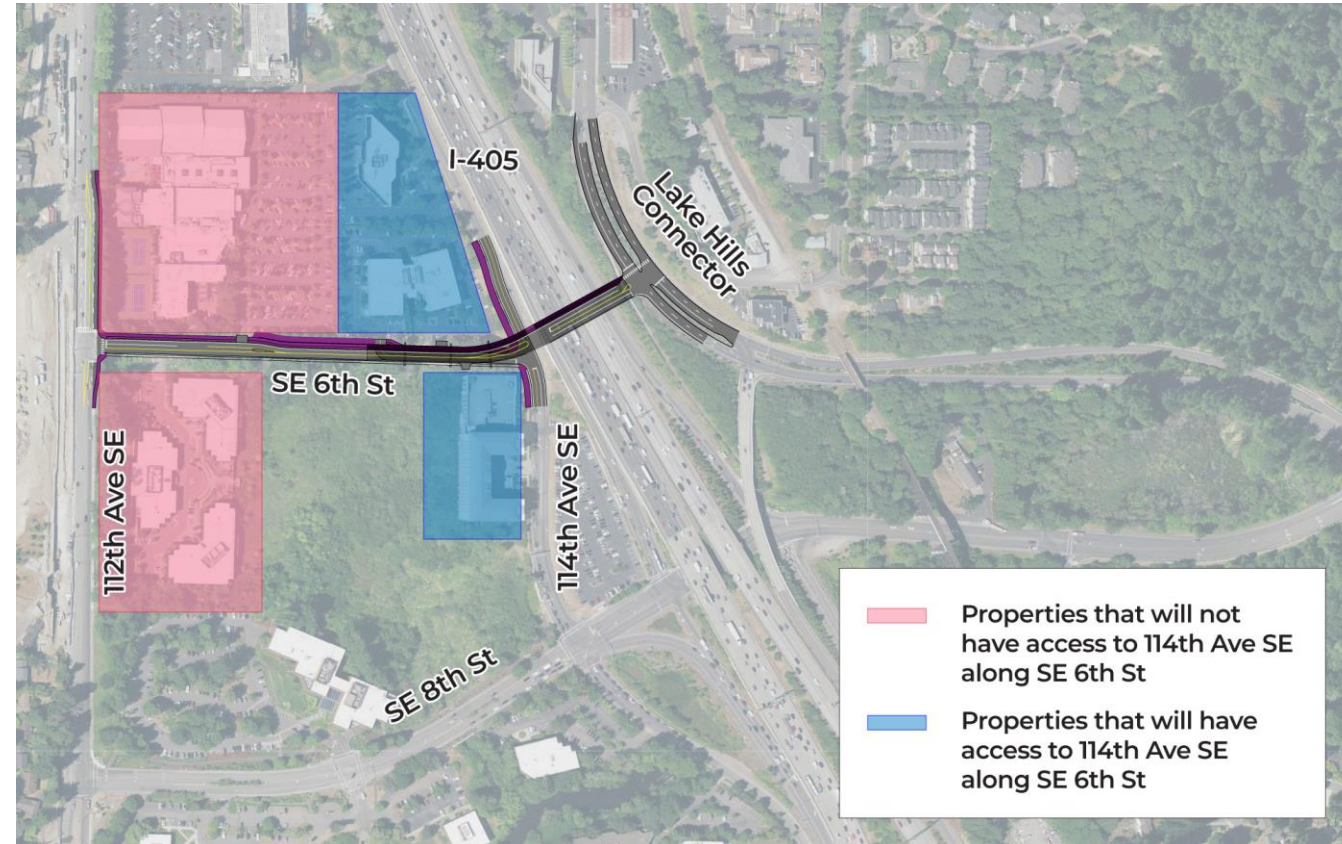 I-405
Lake Hills
Connector
SE 6th St
112th Ave SE
114th Ave SE
SE 8th St
Properties that will not
have access to 114th Ave SE
along SE 6th St
Properties that will have
access to 114th Ave SE
along SE 6th St